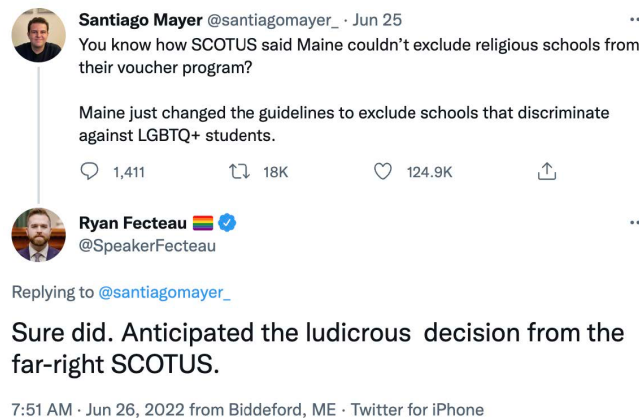 Santiago Mayer @santiagomayer_ · Jun 25
You know how SCOTUS said Maine couldn't exclude religious schools from
their voucher program?
Maine just changed the guidelines to exclude schools that discriminate
against LGBTQ+ students.
1,411 18K 124.9K
Ryan Fecteau 🏳️‍🌈
@SpeakerFecteau
Replying to @santiagomayer_
Sure did. Anticipated the ludicrous decision from the
far-right SCOTUS.
7:51 AM · Jun 26, 2022 from Biddeford, ME · Twitter for iPhone